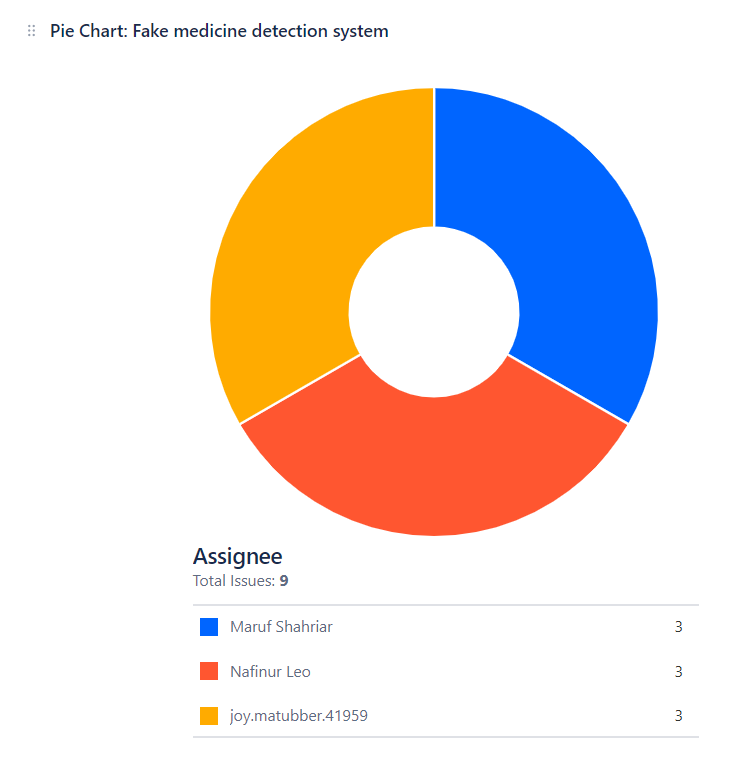 Pie Chart: Fake medicine detection system
Assignee
Total Issues: 9
Maruf Shahriar 3
Nafinur Leo 3
joy.matubber.41959 3